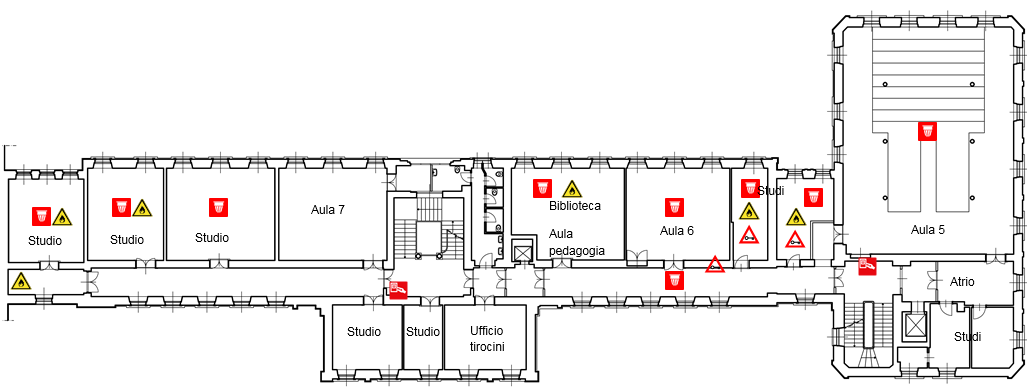 Studio
Studio
Studio
Aula 7
Biblioteca
Aula
pedagogia
Aula 6
Studi
Aula 5
Atrio
Studio
Studio
Ufficio
tirocini
Studi